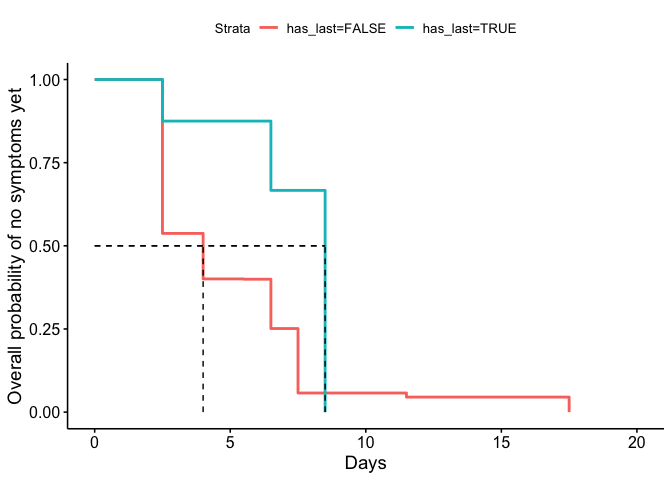 Strata has_last=FALSE has_last=TRUE
Overall probability of no symptoms yet
1.00
0.75
0.50
0.25
0.00
0 5 10 15 20
Days